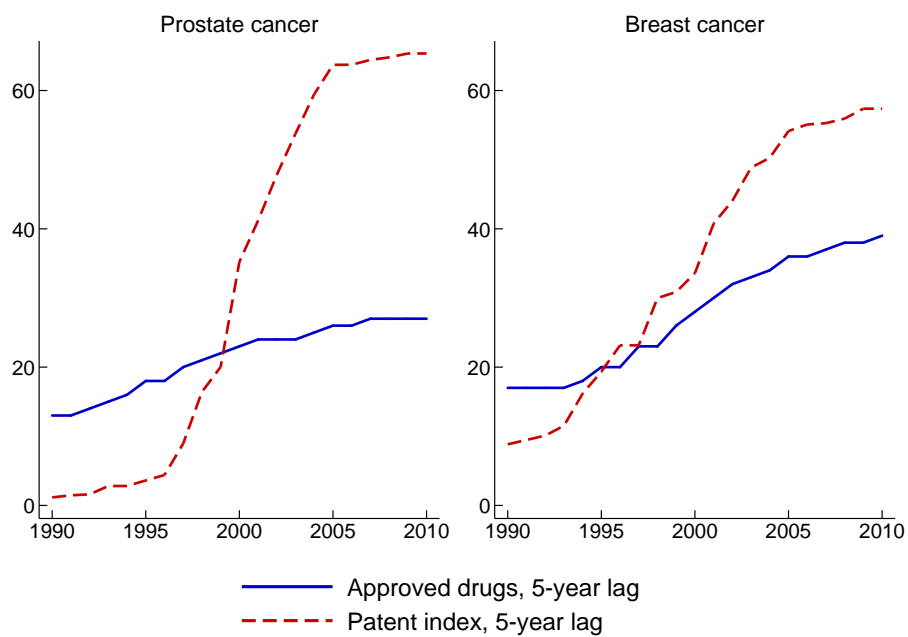 Prostate cancer
Breast cancer
60
40
20
0
1990 1995 2000 2005 2010
60
40
20
0
1990 1995 2000 2005 2010
Approved drugs, 5-year lag
Patent index, 5-year lag